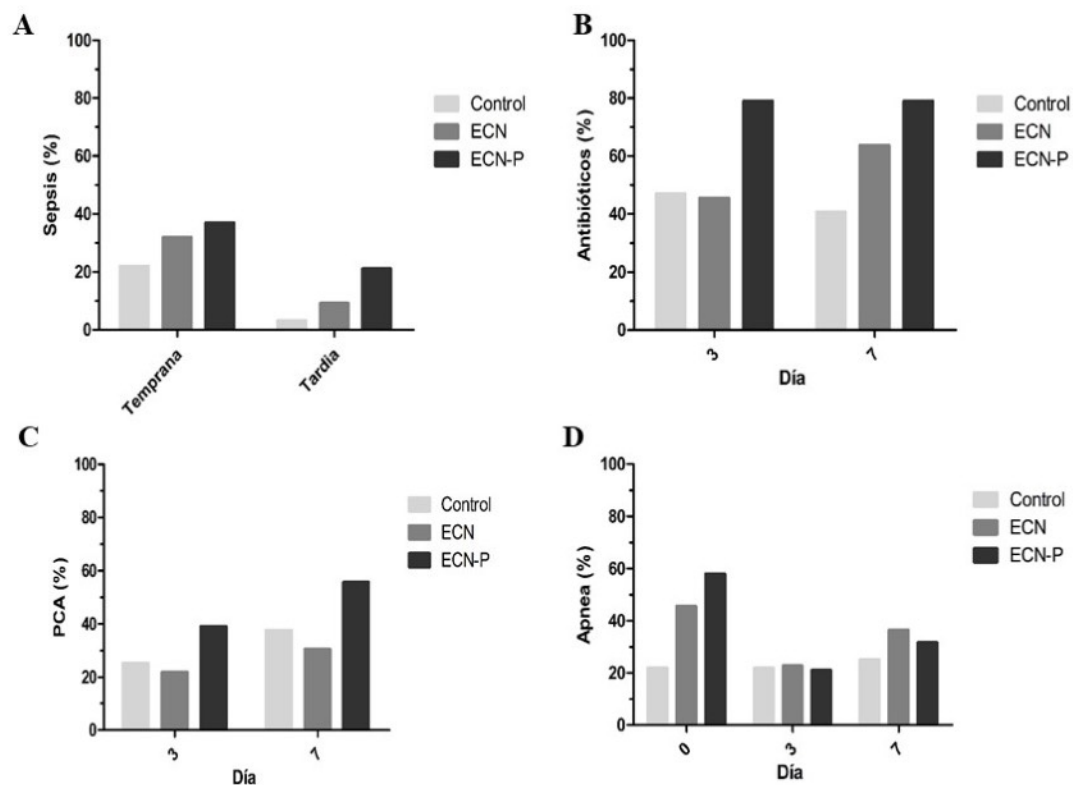 A
Sepsis (%)
100
80
60
40
20
0
Temprana
Tardia
Control
ECN
ECN-P
B
Antibióticos (%)
100
80
60
40
20
0
3
7
Día
Control
ECN
ECN-P
C
PCA (%)
100
80
60
40
20
0
3
7
Día
Control
ECN
ECN-P
D
Apnea (%)
100
80
60
40
20
0
0
3
7
Día
Control
ECN
ECN-P